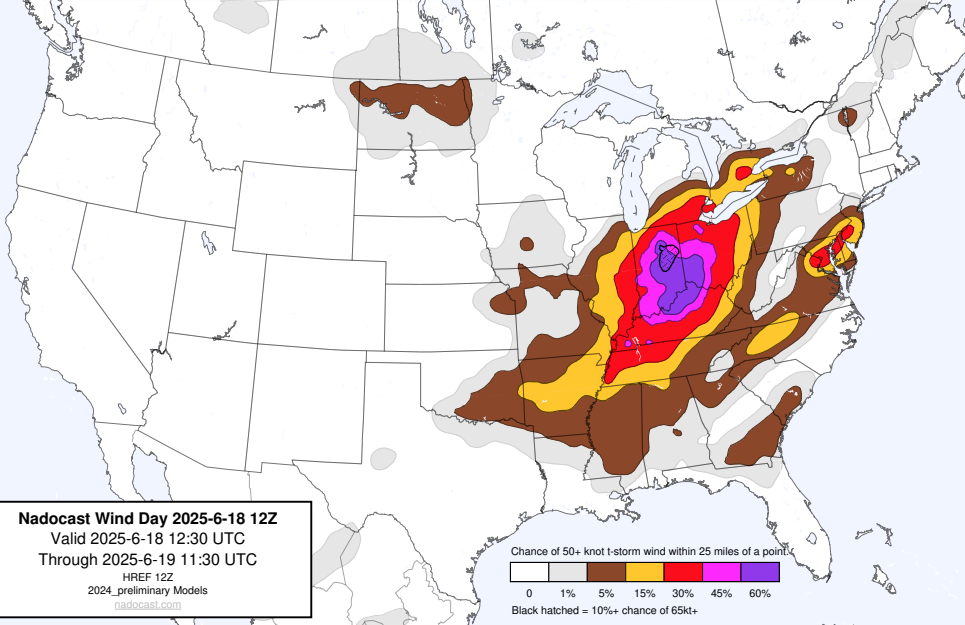 Nadocast Wind Day 2025-6-18 12Z
Valid 2025-6-18 12:30 UTC
Through 2025-6-19 11:30 UTC
HREF 12Z
2024_preliminary Models
nadocast.com
Chance of 50+ knot t-storm wind within 25 miles of a point.
0 1% 5% 15% 30% 45% 60%
Black hatched = 10%+ chance of 65kt+